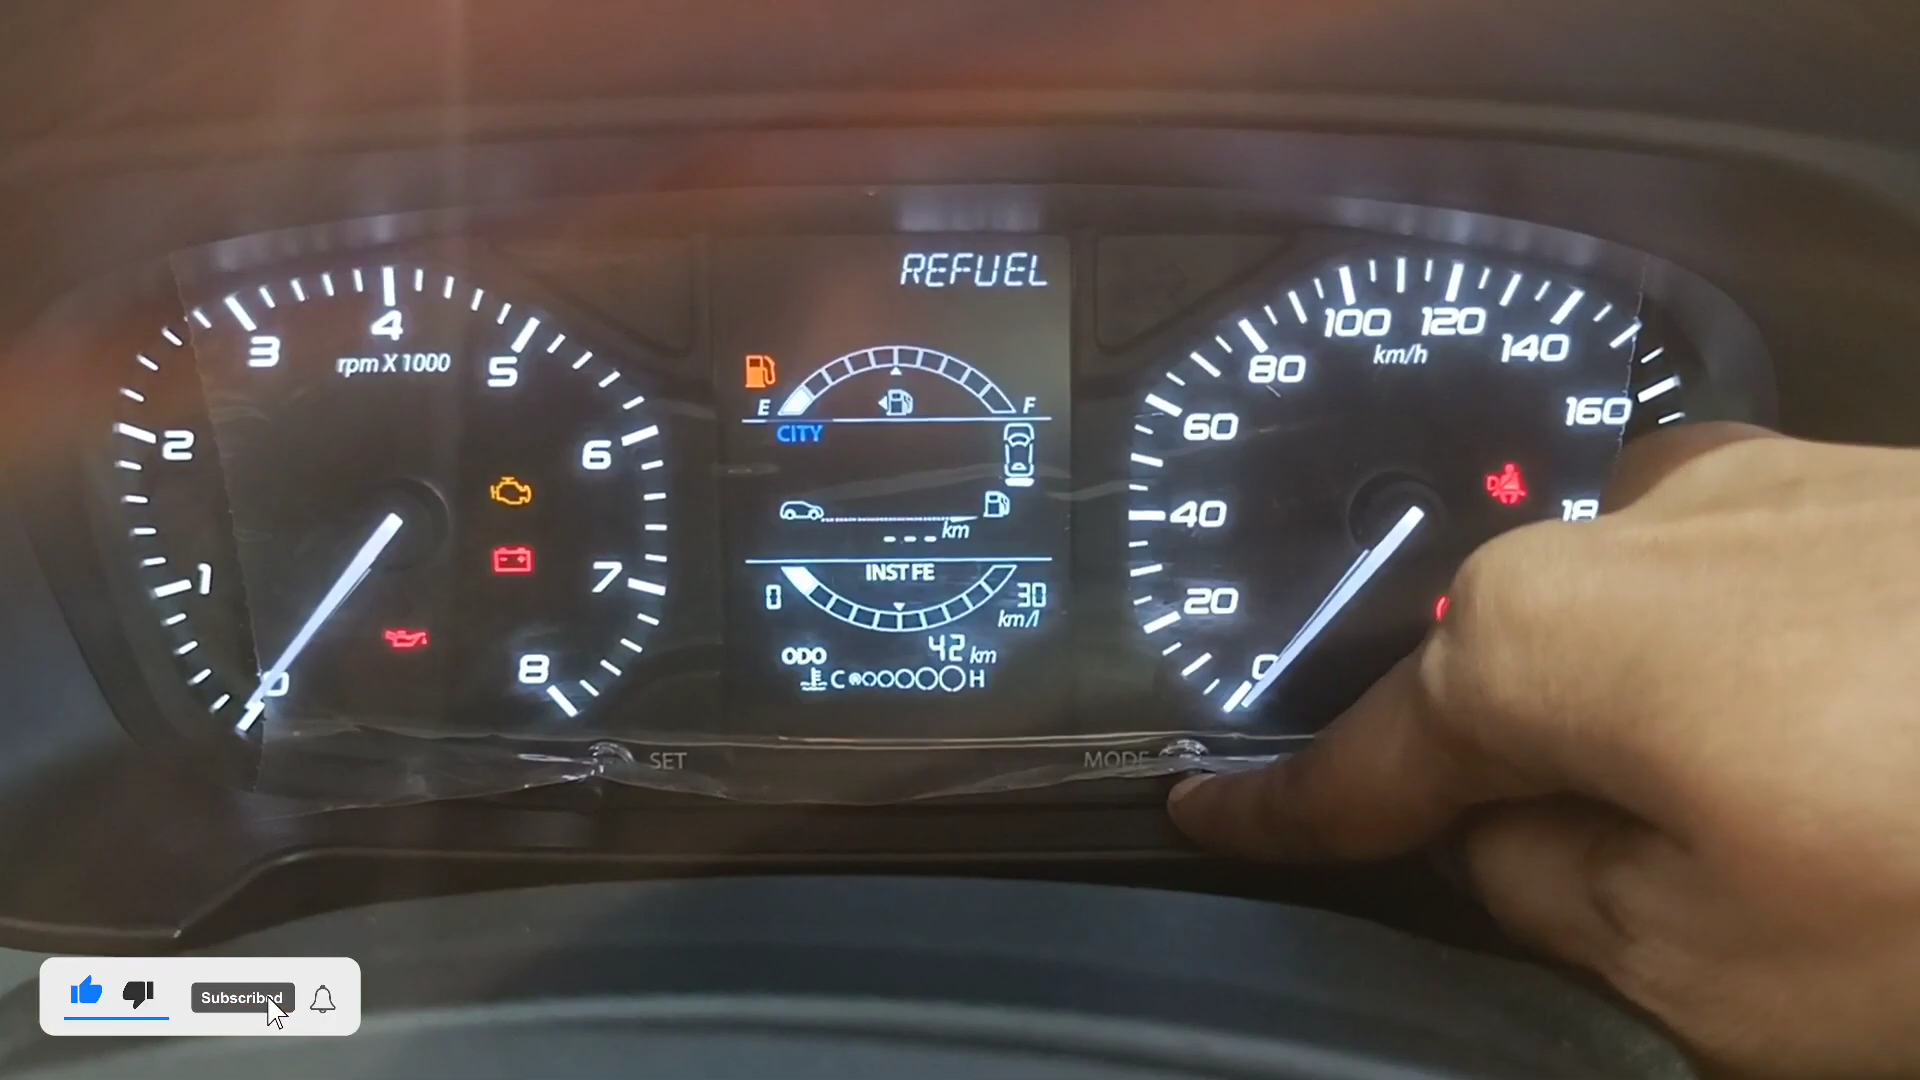 REFUEL
1 2 3 4 5 6 7 8
0
rpm X 1000
E F
CITY
--- km
INST FE
0 30
km/l
ODO 42 km
C H
0 20 40 60 80 100 120 140 160 18
km/h
SET MODE
Subscribed